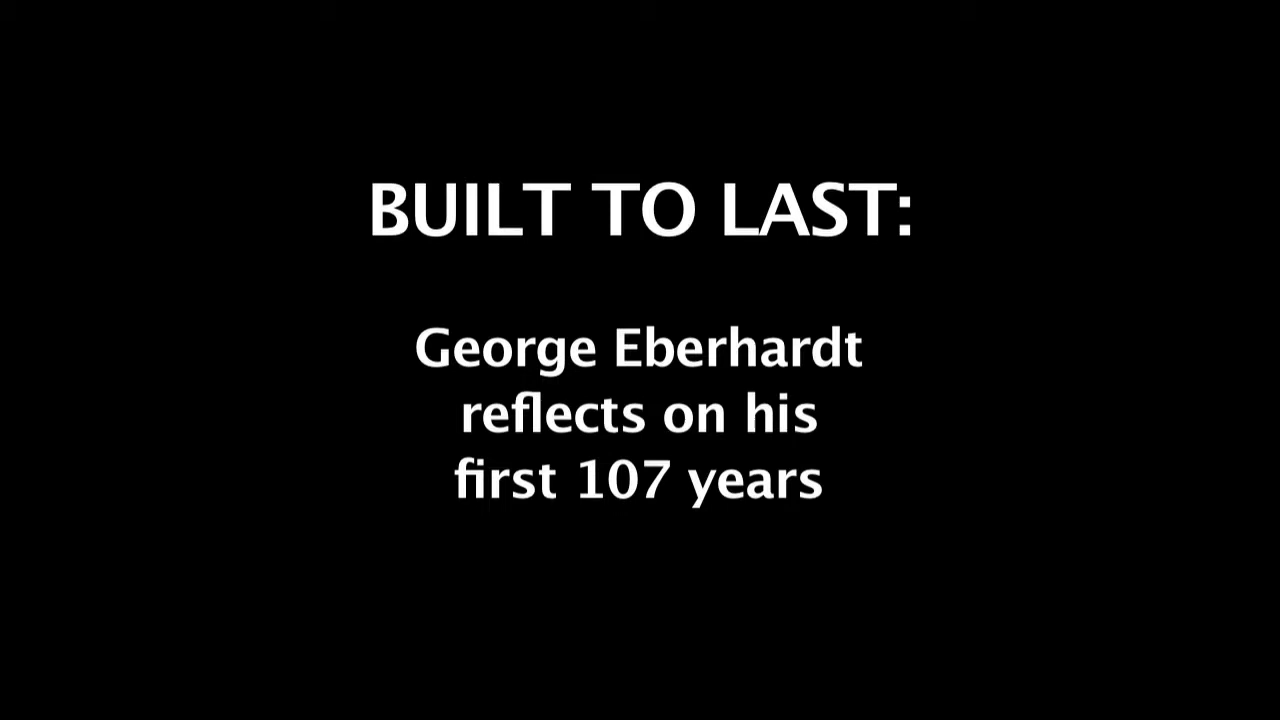 BUILT TO LAST:
George Eberhardt
reflects on his
first 107 years